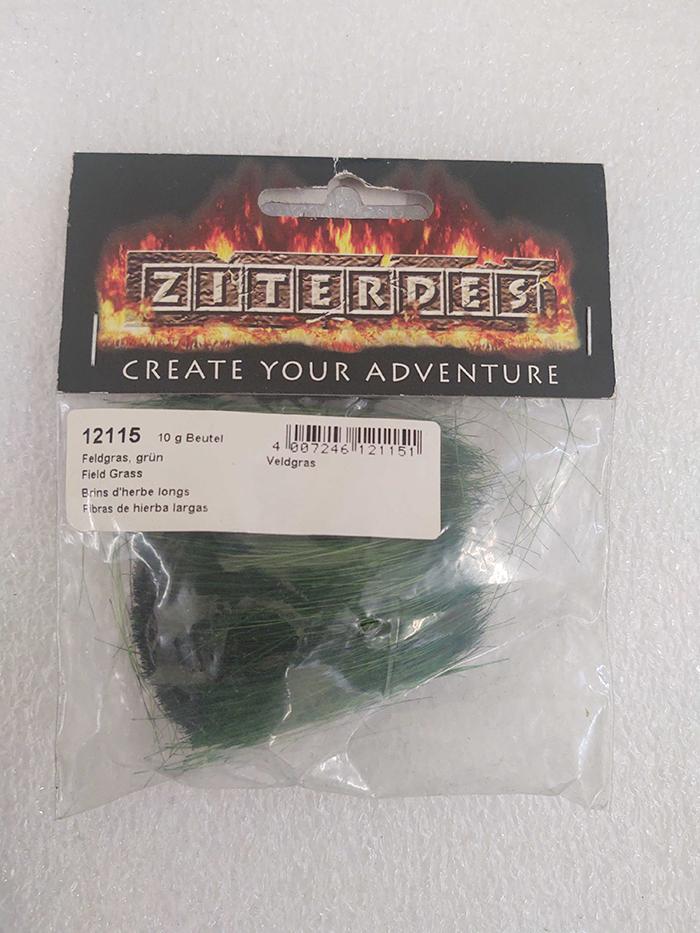 ZITERDES
CREATE YOUR ADVENTURE
12115 10 g Beutel
4 007246 121151
Feldgras, grün
Veldgras
Field Grass
Brins d'herbe longs
Fibras de hierba largas